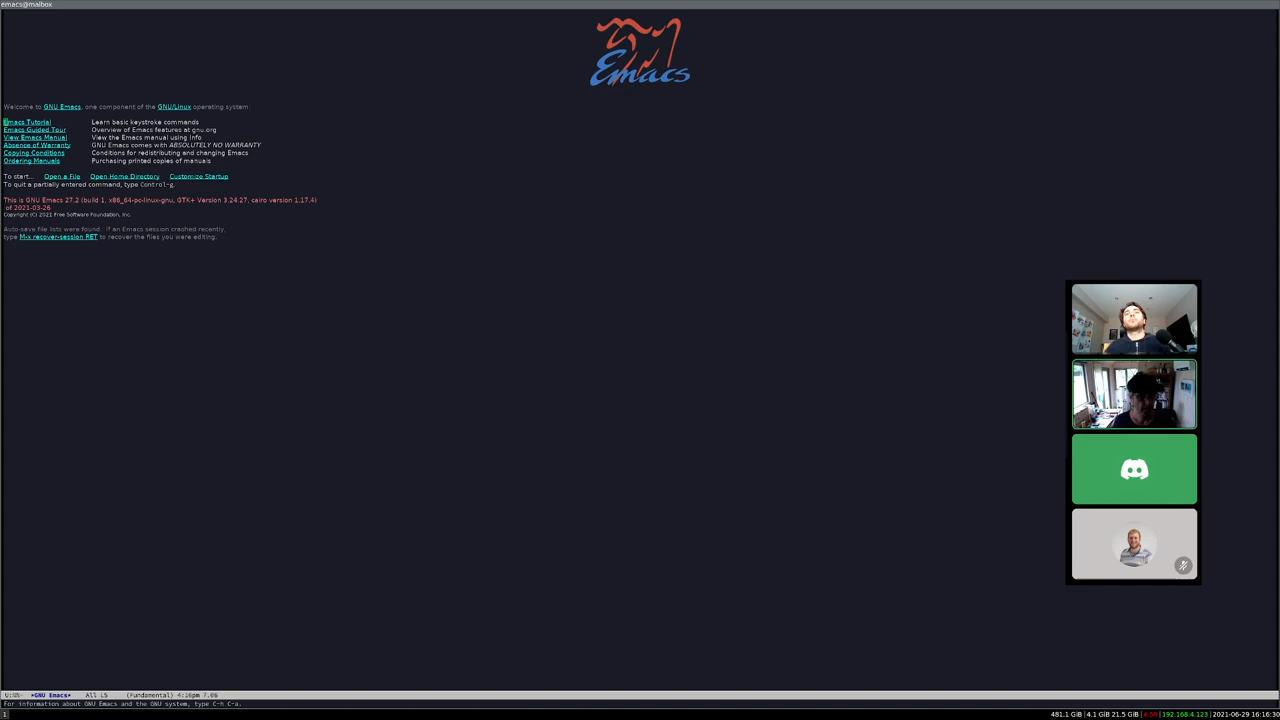 emacs@maibox
Emacs
Welcome to GNU Emacs, one component of the GNU/Linux operating system.
Emacs Tutorial Learn basic keystroke commands
Emacs Guided Tour Overview of Emacs features at gnu.org
View Emacs Manual View the Emacs manual using Info
Absence of Warranty GNU Emacs comes with ABSOLUTELY NO WARRANTY
Copying Conditions Conditions for redistributing and changing Emacs
Ordering Manuals Purchasing printed copies of manuals
To start... Open a File Open Home Directory Customize Startup
To quit a partially entered command, type Control-g.
This is GNU Emacs 27.2 (build 1, x86_64-pc-linux-gnu, GTK+ Version 3.24.27, cairo version 1.17.4)
of 2021-03-26
Copyright (C) 2021 Free Software Foundation, Inc.
Auto-save file lists were found. If an Emacs session crashed recently,
type M-x recover-session RET to recover the files you were editing.
U:%%- *GNU Emacs* All L5 (Fundamental) 4:16pm 7.06
For information about GNU Emacs and the GNU system, type C-h C-a.
1 481.1 GiB | 4.1 GiB 21.5 GiB | | 192.168.4.123 | 2021-06-29 16:16:30